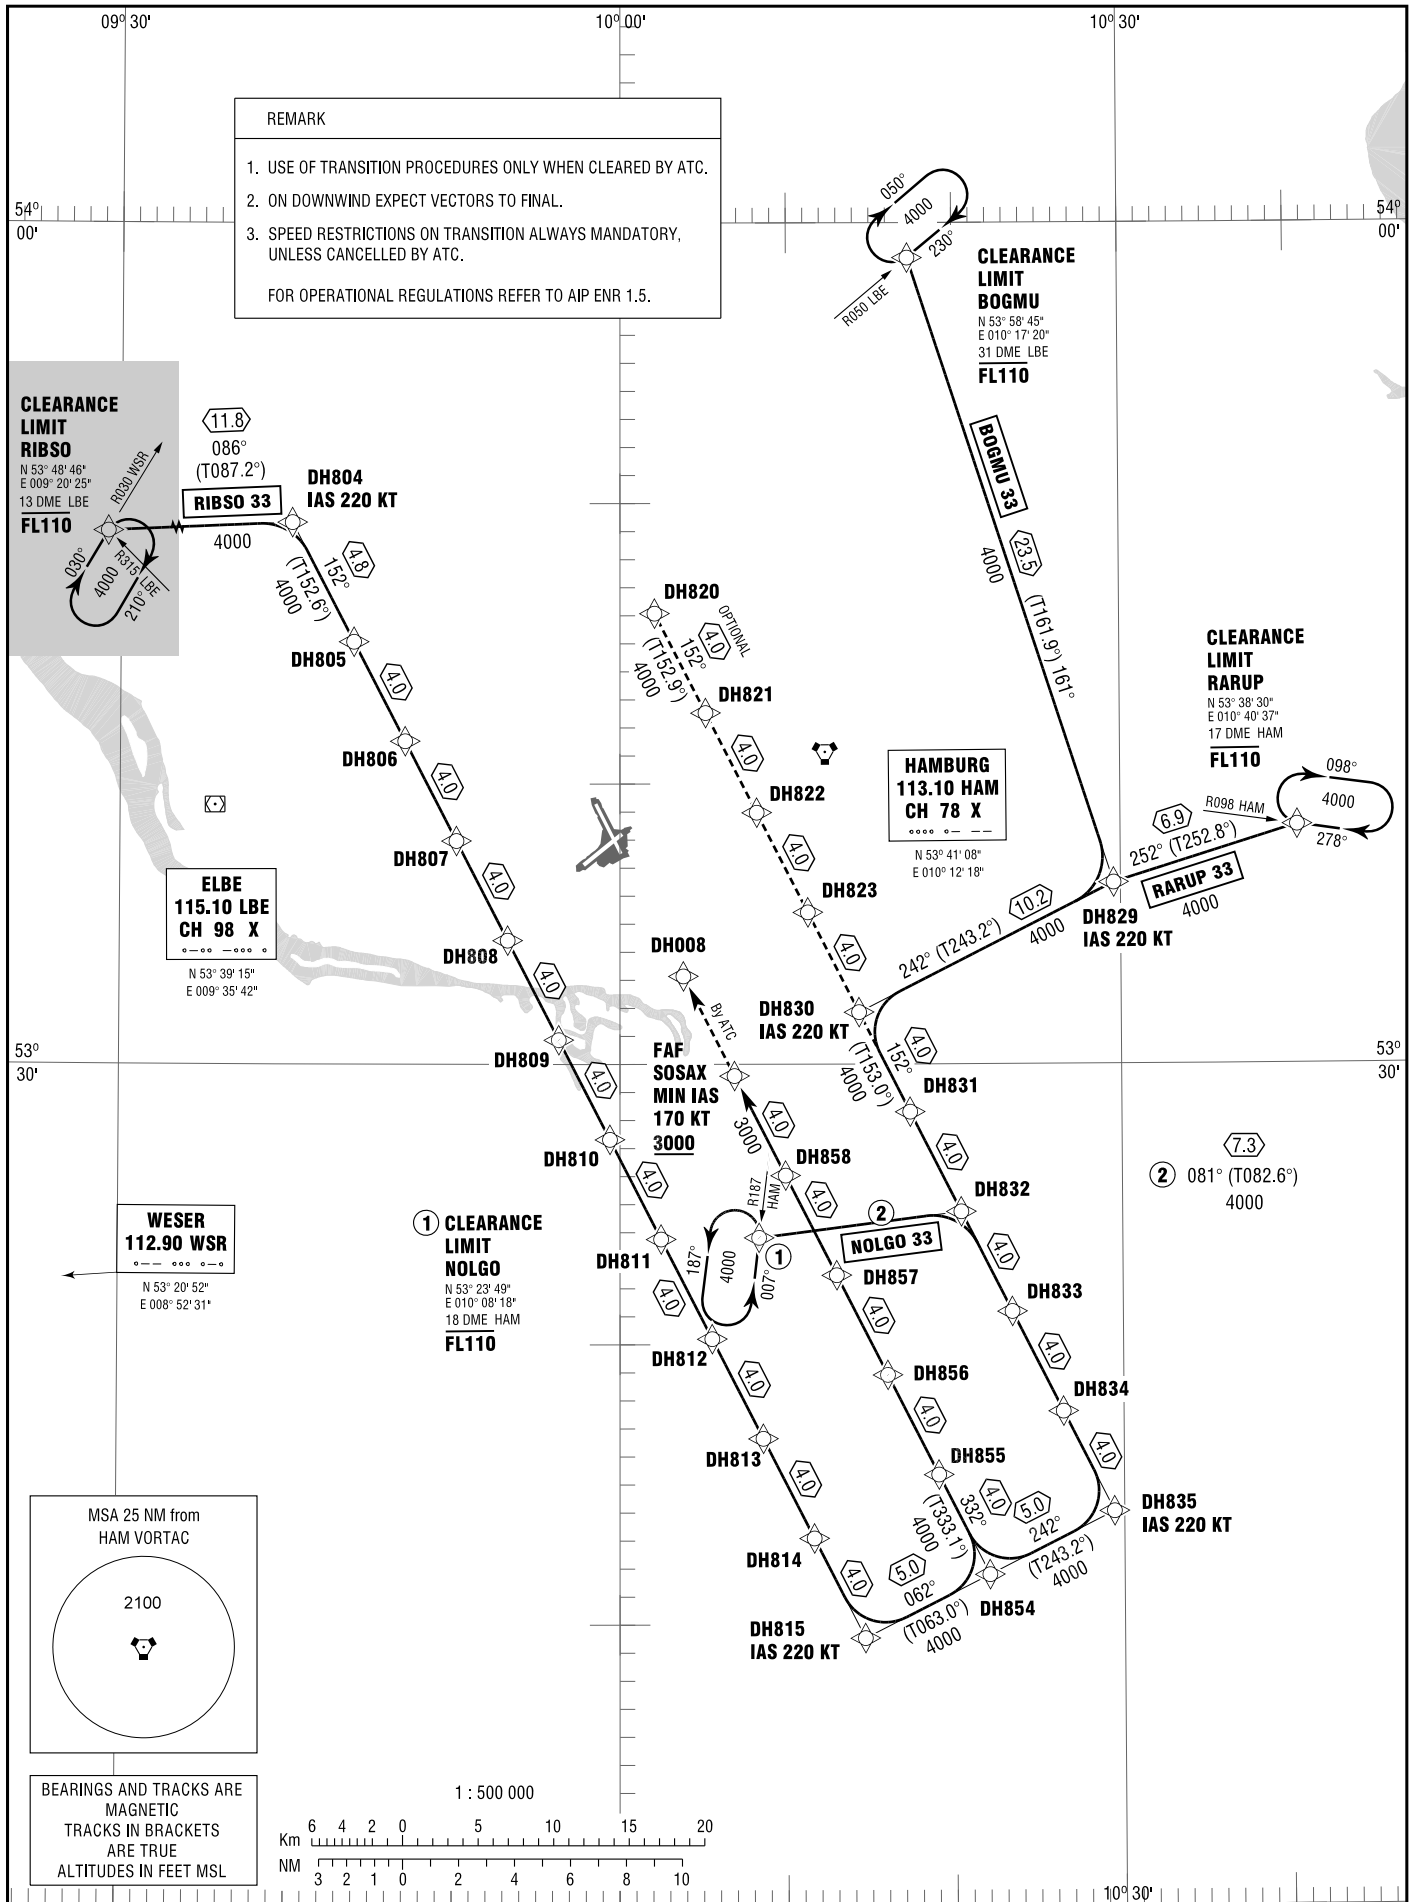 09° 30'
10° 00'
10° 30'
REMARK
1. USE OF TRANSITION PROCEDURES ONLY WHEN CLEARED BY ATC.
2. ON DOWNWIND EXPECT VECTORS TO FINAL.
3. SPEED RESTRICTIONS ON TRANSITION ALWAYS MANDATORY,
UNLESS CANCELLED BY ATC.
FOR OPERATIONAL REGULATIONS REFER TO AIP ENR 1.5.
54°
00'
54°
00'
050°
4000
230°
R050 LBE
CLEARANCE
LIMIT
BOGMU
N 53° 58' 45"
E 010° 17' 20"
31 DME LBE
FL110
CLEARANCE
LIMIT
RIBSO
N 53° 48' 46"
E 009° 20' 25"
13 DME LBE
FL110
R030 WSR
R315 LBE
030°
4000
210°
11.8
086°
(T087.2°)
RIBSO 33
4000
DH804
IAS 220 KT
4.8
152°
(T152.6°)
4000
BOGMU 33
23.5
4000
(T161.9°) 161°
DH805
4.0
DH820
OPTIONAL
4.0
152°
(T152.9°)
4000
DH821
4.0
DH806
4.0
CLEARANCE
LIMIT
RARUP
N 53° 38' 30"
E 010° 40' 37"
17 DME HAM
FL110
R098 HAM
098°
4000
278°
HAMBURG
113.10 HAM
CH 78 X
N 53° 41' 08"
E 010° 12' 18"
DH822
4.0
DH807
4.0
6.9
252° (T252.8°)
RARUP 33
4000
DH829
IAS 220 KT
10.2
242° (T243.2°)
4000
ELBE
115.10 LBE
CH 98 X
N 53° 39' 15"
E 009° 35' 42"
DH823
4.0
DH808
4.0
DH008
By ATC
DH830
IAS 220 KT
4.0
152°
(T153.0°)
4000
53°
30'
53°
30'
DH809
4.0
FAF
SOSAX
MIN IAS
170 KT
3000
4.0
3000
DH831
4.0
DH810
4.0
7.3
2 081° (T082.6°)
4000
DH858
4.0
R187
HAM
DH832
4.0
WESER
112.90 WSR
N 53° 20' 52"
E 008° 52' 31"
1 CLEARANCE
LIMIT
NOLGO
N 53° 23' 49"
E 010° 08' 18"
18 DME HAM
FL110
DH811
4.0
187°
4000
007°
1
2
NOLGO 33
DH857
4.0
DH833
4.0
DH812
4.0
DH856
4.0
DH834
4.0
DH813
4.0
DH855
4.0
332°
(T333.1°)
4000
5.0
242°
(T243.2°)
4000
DH835
IAS 220 KT
DH814
4.0
5.0
062°
(T063.0°)
4000
DH854
DH815
IAS 220 KT
MSA 25 NM from
HAM VORTAC
2100
BEARINGS AND TRACKS ARE
MAGNETIC
TRACKS IN BRACKETS
ARE TRUE
ALTITUDES IN FEET MSL
1 : 500 000
Km 6 4 2 0 5 10 15 20
NM 3 2 1 0 2 4 6 8 10
10° 30'